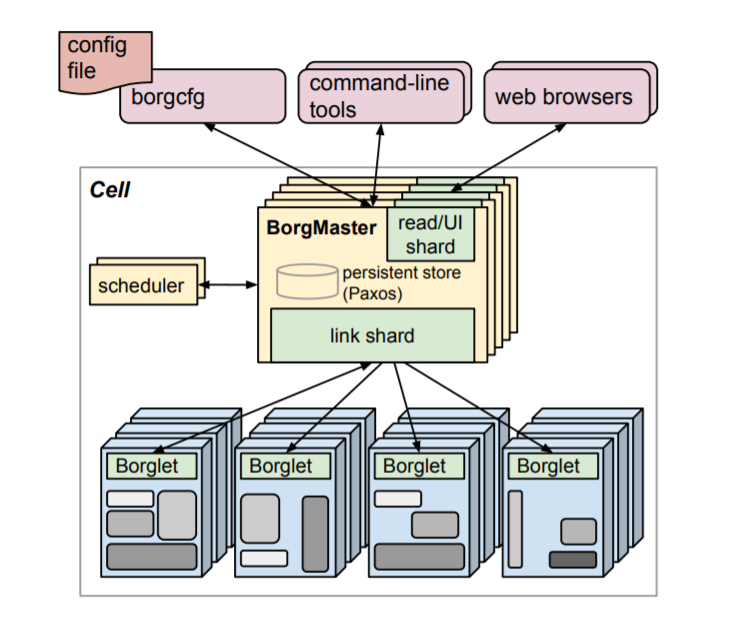 config
file
borgcfg
command-line
tools
web browsers
Cell
BorgMaster
read/UI
shard
persistent store
(Paxos)
scheduler
link shard
Borglet
Borglet
Borglet
Borglet